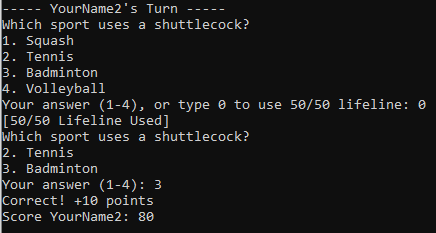 ----- YourName2's Turn -----
Which sport uses a shuttlecock?
1. Squash
2. Tennis
3. Badminton
4. Volleyball
Your answer (1-4), or type 0 to use 50/50 lifeline: 0
[50/50 Lifeline Used]
Which sport uses a shuttlecock?
2. Tennis
3. Badminton
Your answer (1-4): 3
Correct! +10 points
Score YourName2: 80